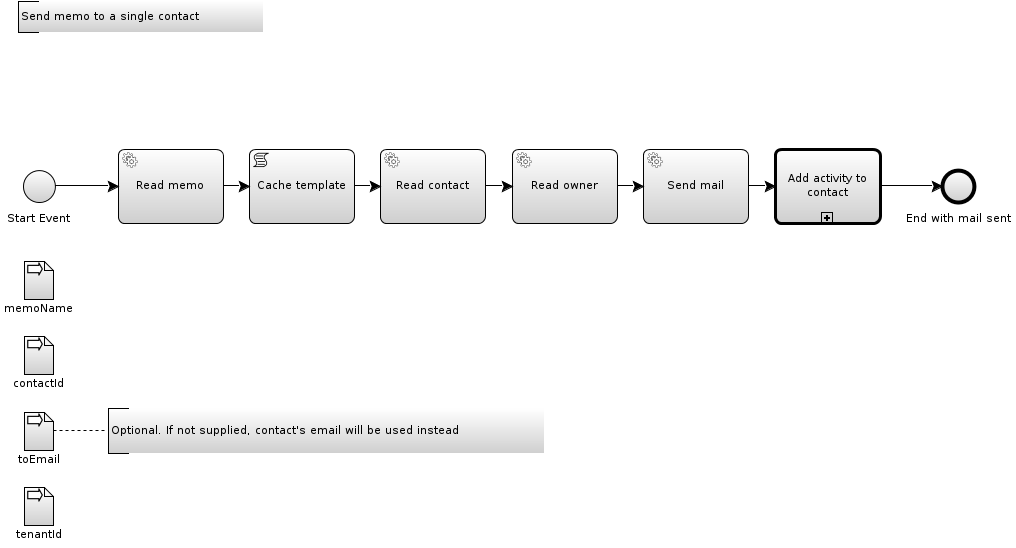 Send memo to a single contact
Read memo
Cache template
Read contact
Read owner
Send mail
Add activity to
contact
Start Event
End with mail sent
memoName
contactId
Optional. If not supplied, contact's email will be used instead
toEmail
tenantId